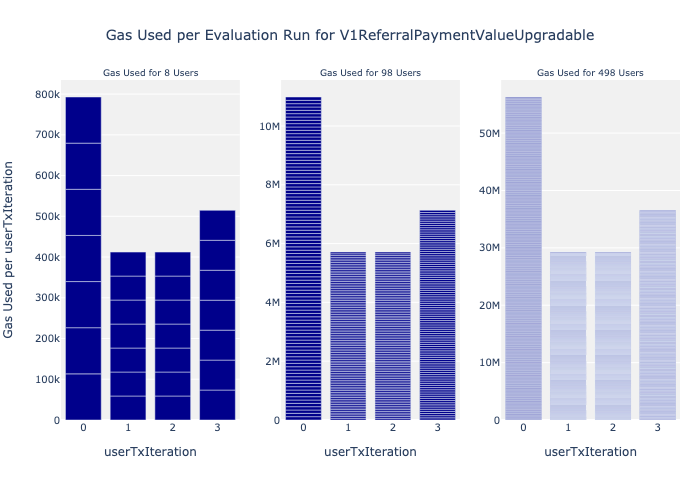 Gas Used per Evaluation Run for V1ReferralPaymentValueUpgradable
Gas Used for 8 Users
Gas Used for 98 Users
Gas Used for 498 Users
Gas Used per userTxIteration
800k
700k
600k
500k
400k
300k
200k
100k
0
0 1 2 3
userTxIteration
10M
8M
6M
4M
2M
0
0 1 2 3
userTxIteration
50M
40M
30M
20M
10M
0
0 1 2 3
userTxIteration